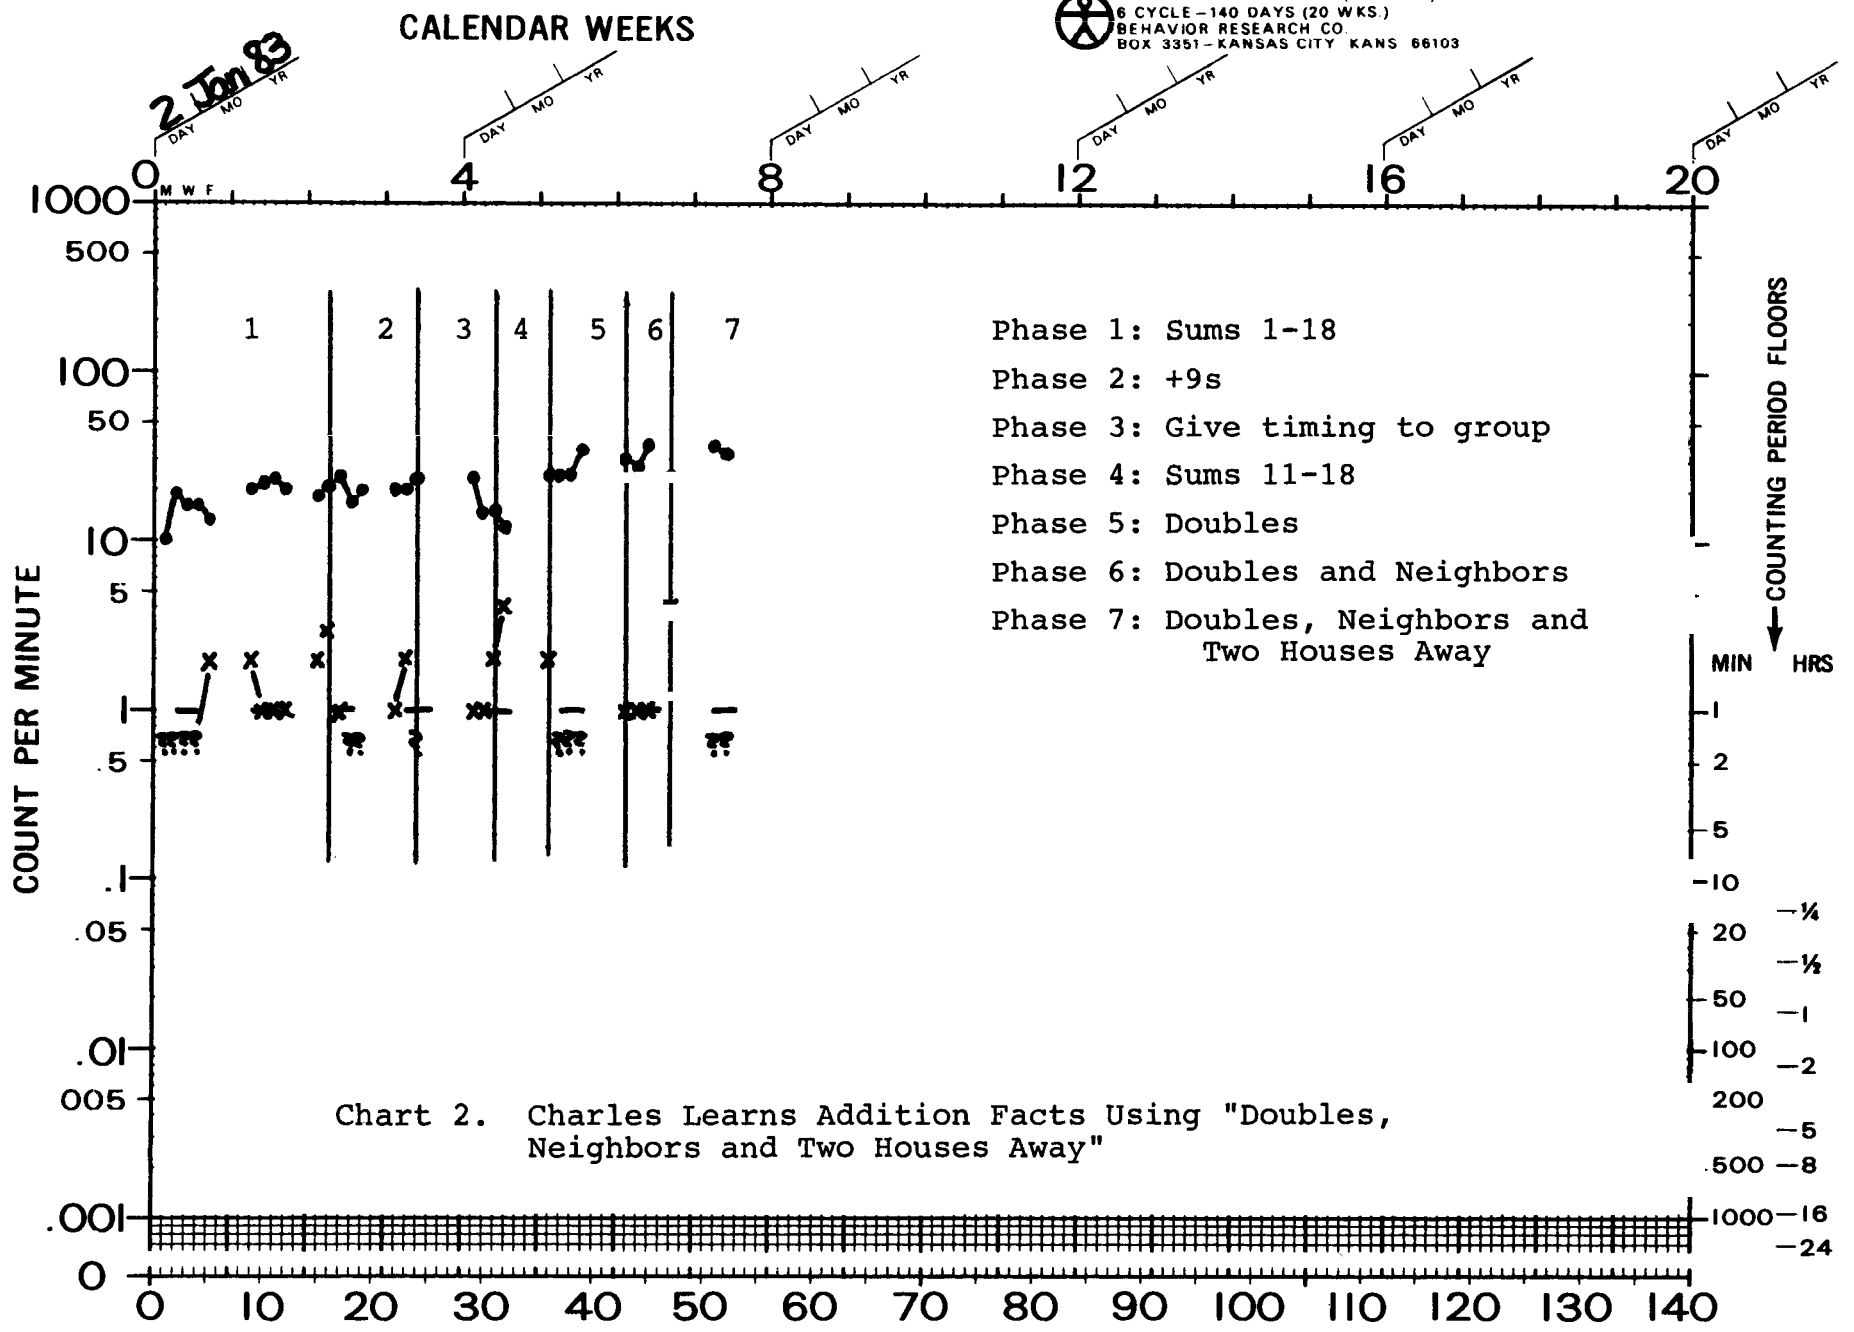 CALENDAR WEEKS
6 CYCLE-140 DAYS (20 WKS.)
BEHAVIOR RESEARCH CO.
BOX 3351-KANSAS CITY KANS 66103
2 Jan 83
DAY MO YR
DAY MO YR
DAY MO YR
DAY MO YR
DAY MO YR
DAY MO YR
0 4 8 12 16 20
M W F
1000
500
100
50
10
5
1
.5
.1
.05
.01
005
.001
0
COUNT PER MINUTE
1 2 3 4 5 6 7
Phase 1: Sums 1-18
Phase 2: +9s
Phase 3: Give timing to group
Phase 4: Sums 11-18
Phase 5: Doubles
Phase 6: Doubles and Neighbors
Phase 7: Doubles, Neighbors and
Two Houses Away
COUNTING PERIOD FLOORS
MIN HRS
1
2
5
10
1/4
20
1/2
50
1
100
2
200
5
500 8
1000 16
24
Chart 2. Charles Learns Addition Facts Using "Doubles,
Neighbors and Two Houses Away"
0 10 20 30 40 50 60 70 80 90 100 110 120 130 140